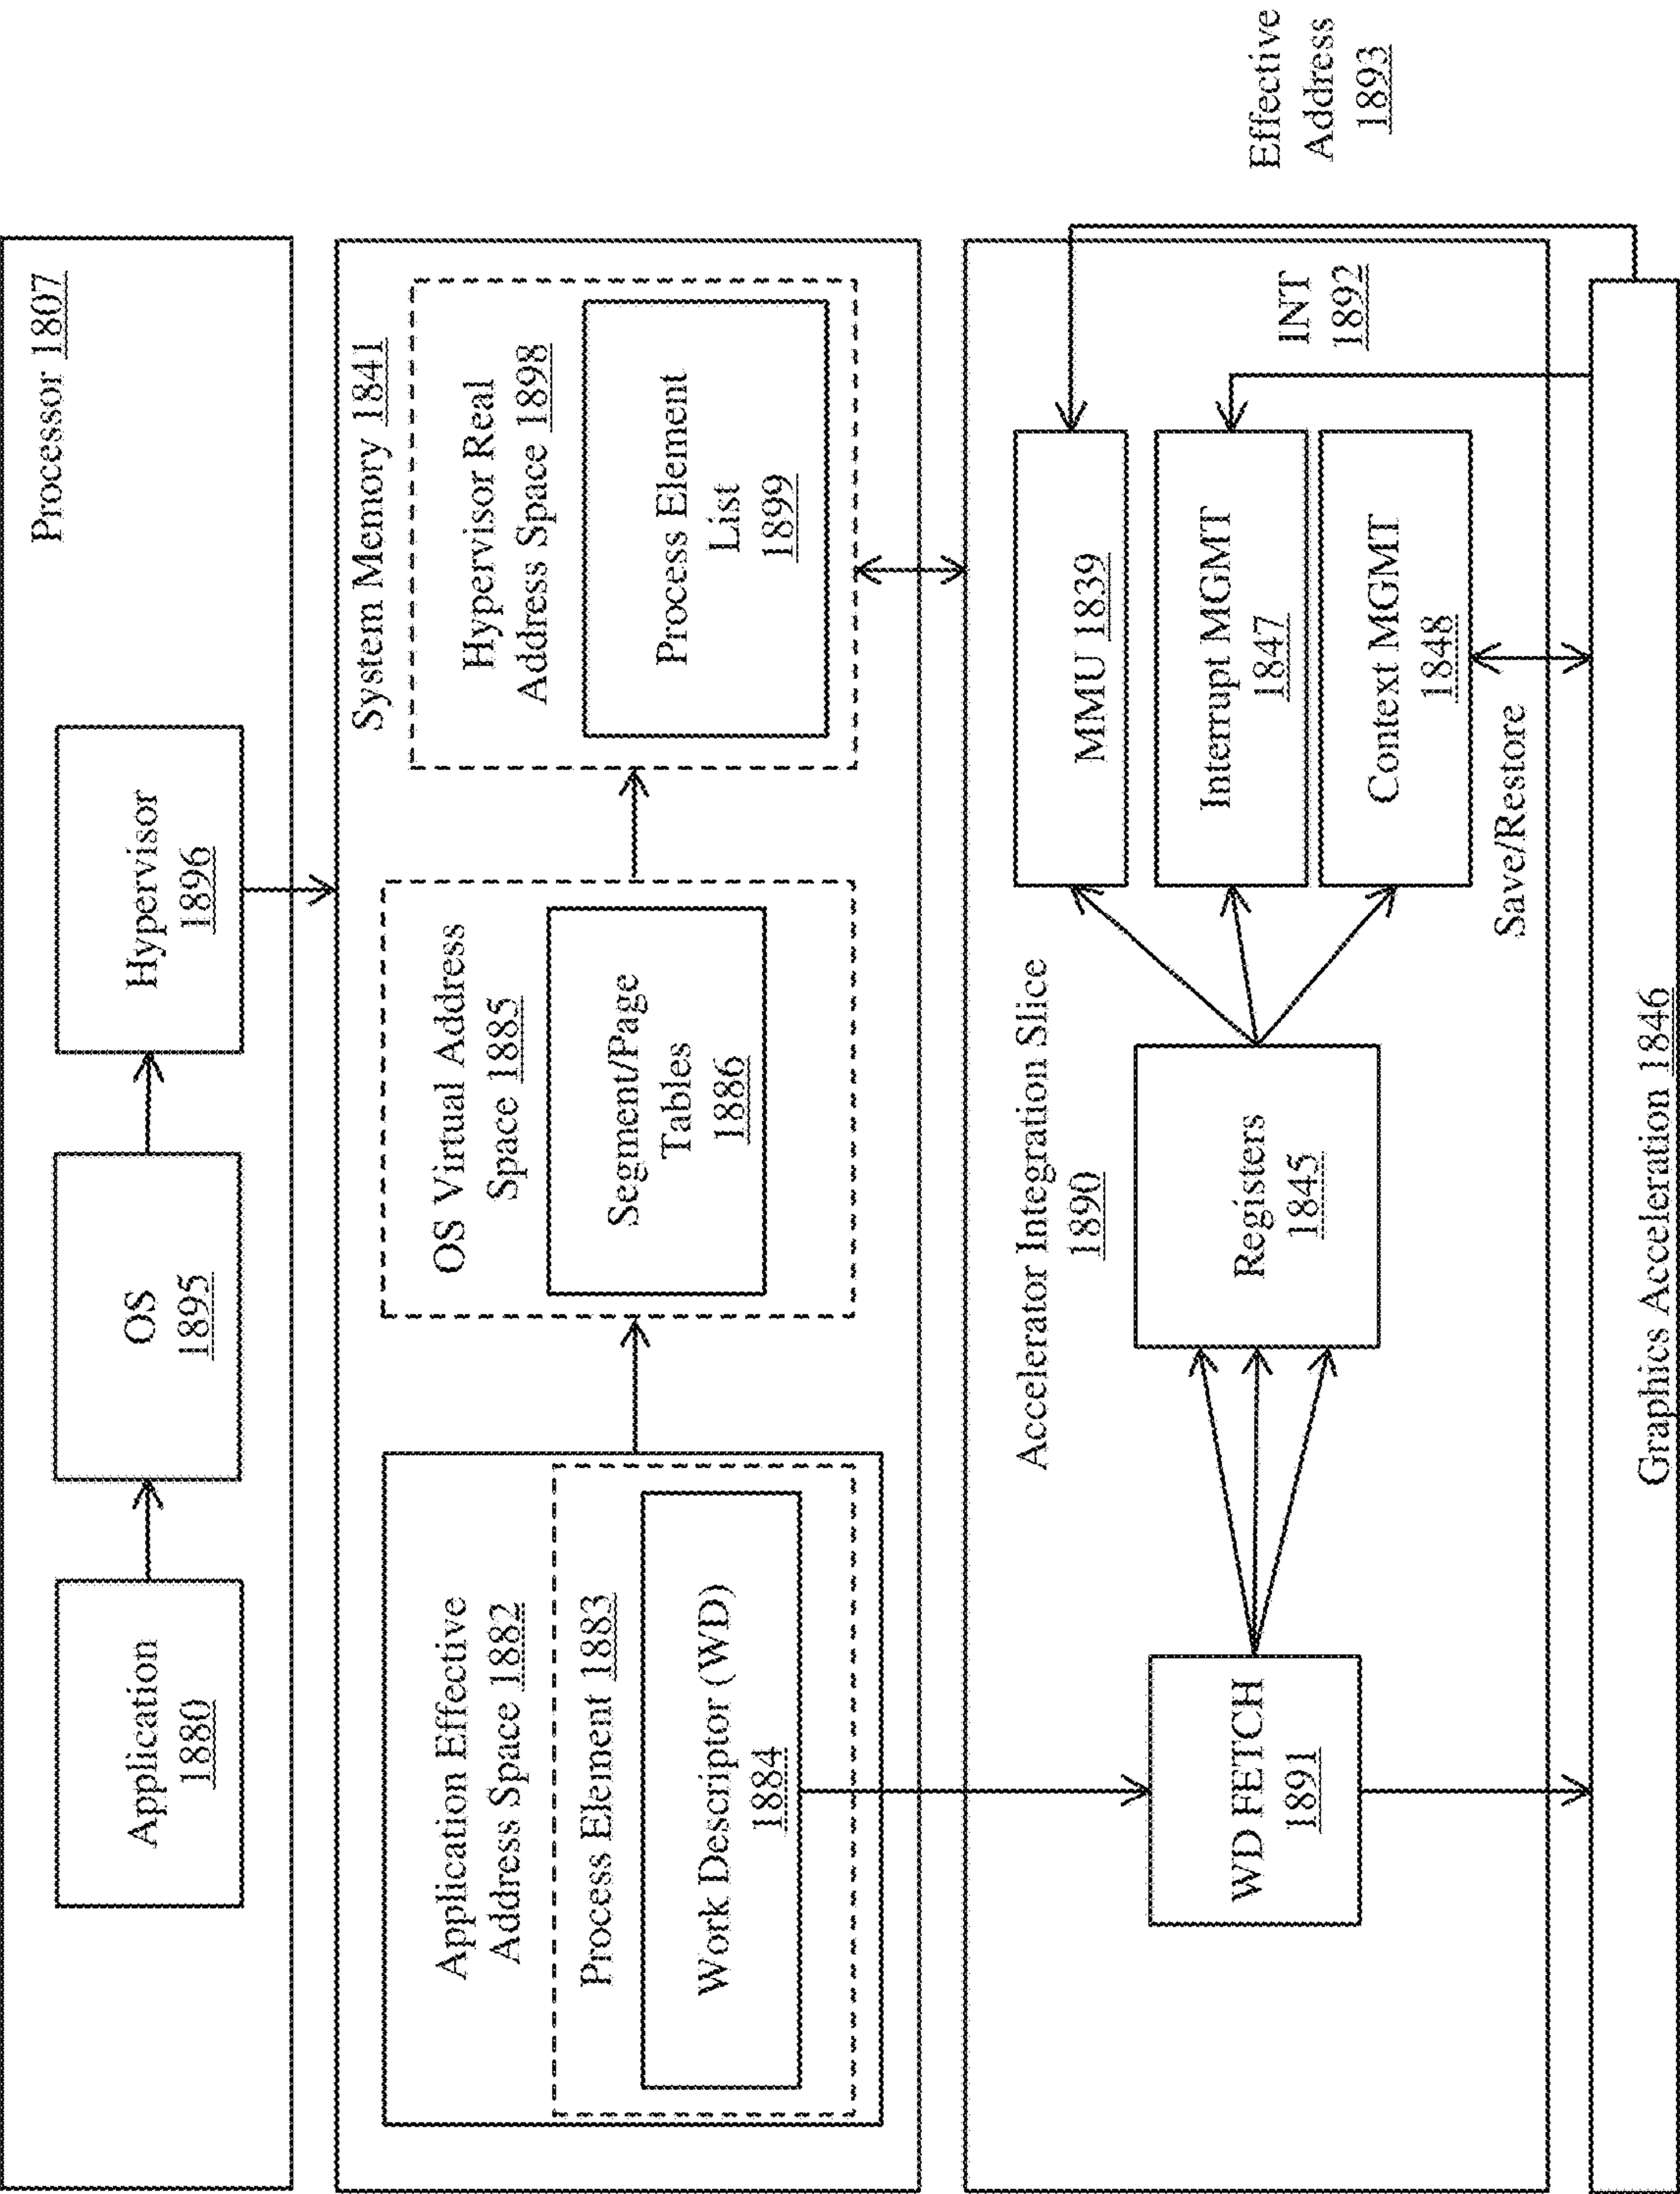 Processor 1807
Application
1880
OS
1895
Hypervisor
1896
System Memory 1841
Application Effective
Address Space 1882
Process Element 1883
Work Descriptor (WD)
1884
OS Virtual Address
Space 1885
Segment/Page
Tables
1886
Hypervisor Real
Address Space 1898
Process Element
List
1899
Accelerator Integration Slice
1890
WD FETCH
1891
Registers
1845
MMU 1839
Interrupt MGMT
1847
Context MGMT
1848
INT
1892
Effective
Address
1893
Save/Restore
Graphics Acceleration 1846